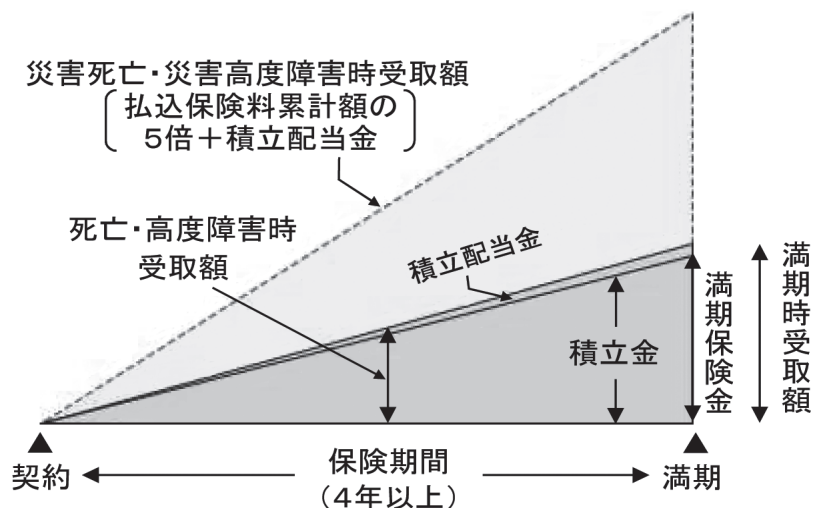 災害死亡・災害高度障害時受取額
払込保険料累計額の
5倍＋積立配当金
死亡・高度障害時
受取額
積立配当金
積立金
満期保険金
満期時受取額
契約
保険期間
（4年以上）
満期